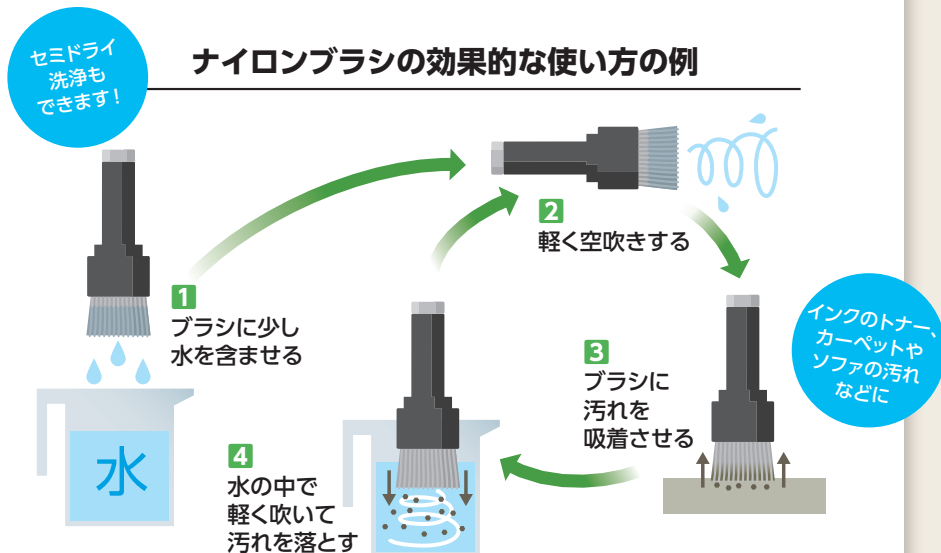 セミドライ
洗浄も
できます!
ナイロンブラシの効果的な使い方の例
1
ブラシに少し
水を含ませる
水
2
軽く空吹きする
3
ブラシに
汚れを
吸着させる
インクのトナー、
カーペットや
ソファの汚れ
などに
4
水の中で
軽く吹いて
汚れを落とす